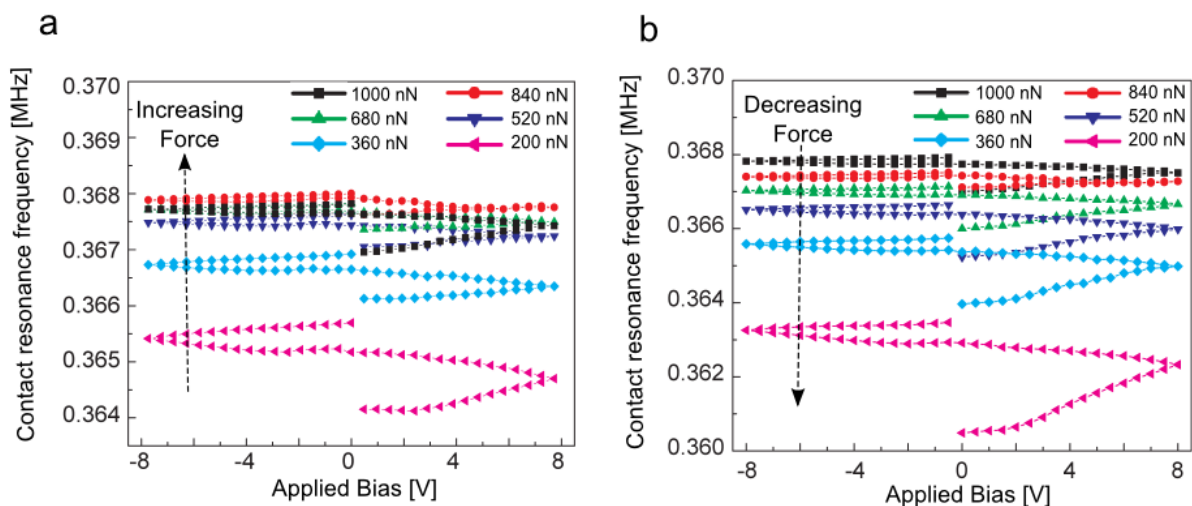 a
Contact resonance frequency [MHz]
0.370
0.369
0.368
0.367
0.366
0.365
0.364
Increasing
Force
1000 nN
840 nN
680 nN
520 nN
360 nN
200 nN
-8
-4
0
4
8
Applied Bias [V]
b
Contact resonance frequency [MHz]
0.370
0.368
0.366
0.364
0.362
0.360
Decreasing
Force
1000 nN
840 nN
680 nN
520 nN
360 nN
200 nN
-8
-4
0
4
8
Applied Bias [V]